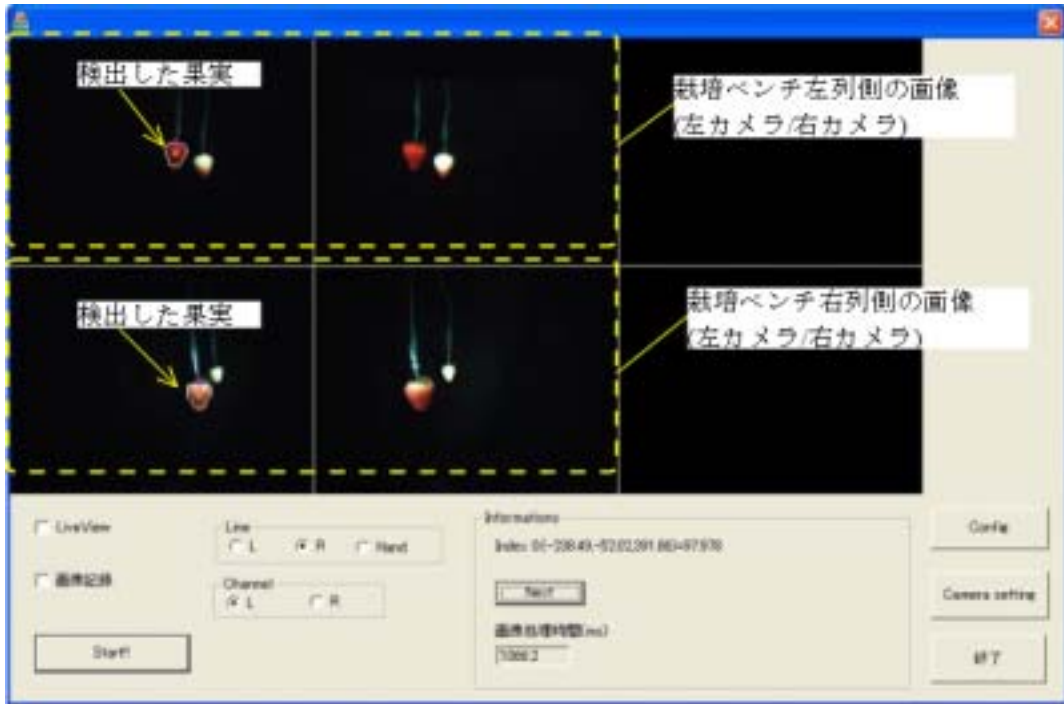 検出した果実
栽培ベンチ左列側の画像
(左カメラ/右カメラ)
検出した果実
栽培ベンチ右列側の画像
(左カメラ/右カメラ)
LiveView
画像記録
Start!
Line
L R Hand
Channel
L R
Informations
Index
Next
画像処理時間(ms)
Config
Camera setting
終了